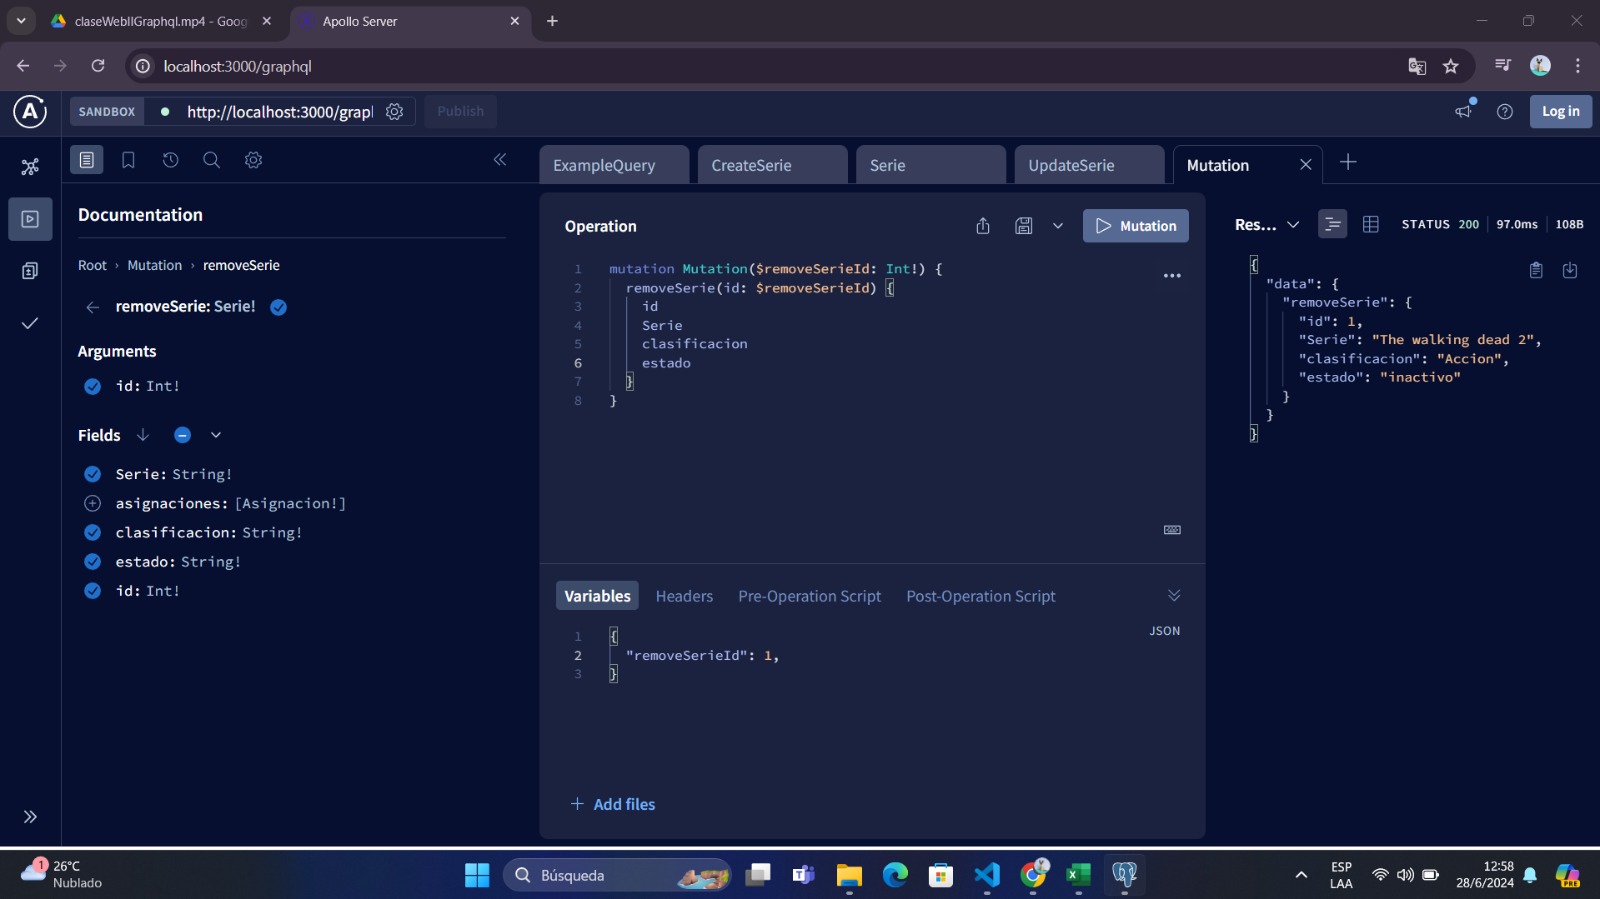 claseWebIIGraphql.mp4 - Goog
Apollo Server
localhost:3000/graphql
SANDBOX
http://localhost:3000/grapl
Publish
Log in
Documentation
Root › Mutation › removeSerie
removeSerie: Serie!
Arguments
id: Int!
Fields
Serie: String!
asignaciones: [Asignacion!]
clasificacion: String!
estado: String!
id: Int!
ExampleQuery
CreateSerie
Serie
UpdateSerie
Mutation
Operation
Mutation
1 mutation Mutation($removeSerieId: Int!) {
2 removeSerie(id: $removeSerieId) {
3 id
4 Serie
5 clasificacion
6 estado
7 }
8 }
Variables
Headers
Pre-Operation Script
Post-Operation Script
JSON
1 {
2 "removeSerieId": 1,
3 }
Add files
Res...
STATUS 200
97.0ms
108B
{
"data": {
"removeSerie": {
"id": 1,
"Serie": "The walking dead 2",
"clasificacion": "Accion",
"estado": "inactivo"
}
}
}
1
26°C
Nublado
Búsqueda
ESP
LAA
12:58
28/6/2024
PRE